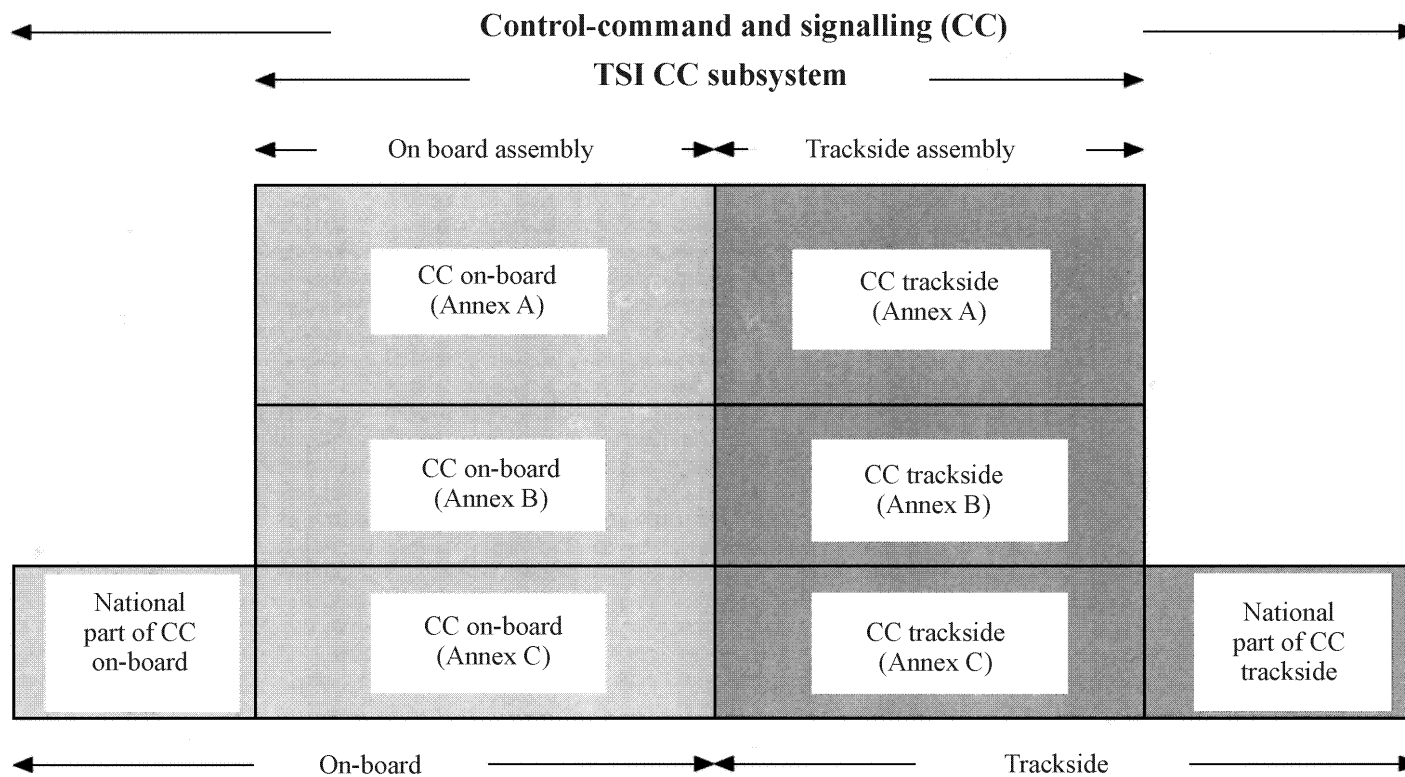 Control-command and signalling (CC)
TSI CC subsystem
On board assembly
Trackside assembly
CC on-board
(Annex A)
CC trackside
(Annex A)
CC on-board
(Annex B)
CC trackside
(Annex B)
National
part of CC
on-board
CC on-board
(Annex C)
CC trackside
(Annex C)
National
part of CC
trackside
On-board
Trackside